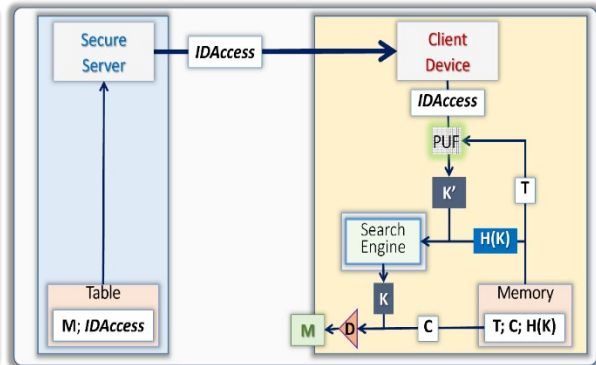 Secure
Server
IDAccess
Client
Device
IDAccess
PUF
T
K’
Search
Engine
H(K)
K
Table
M; IDAccess
M
D
C
Memory
T; C; H(K)